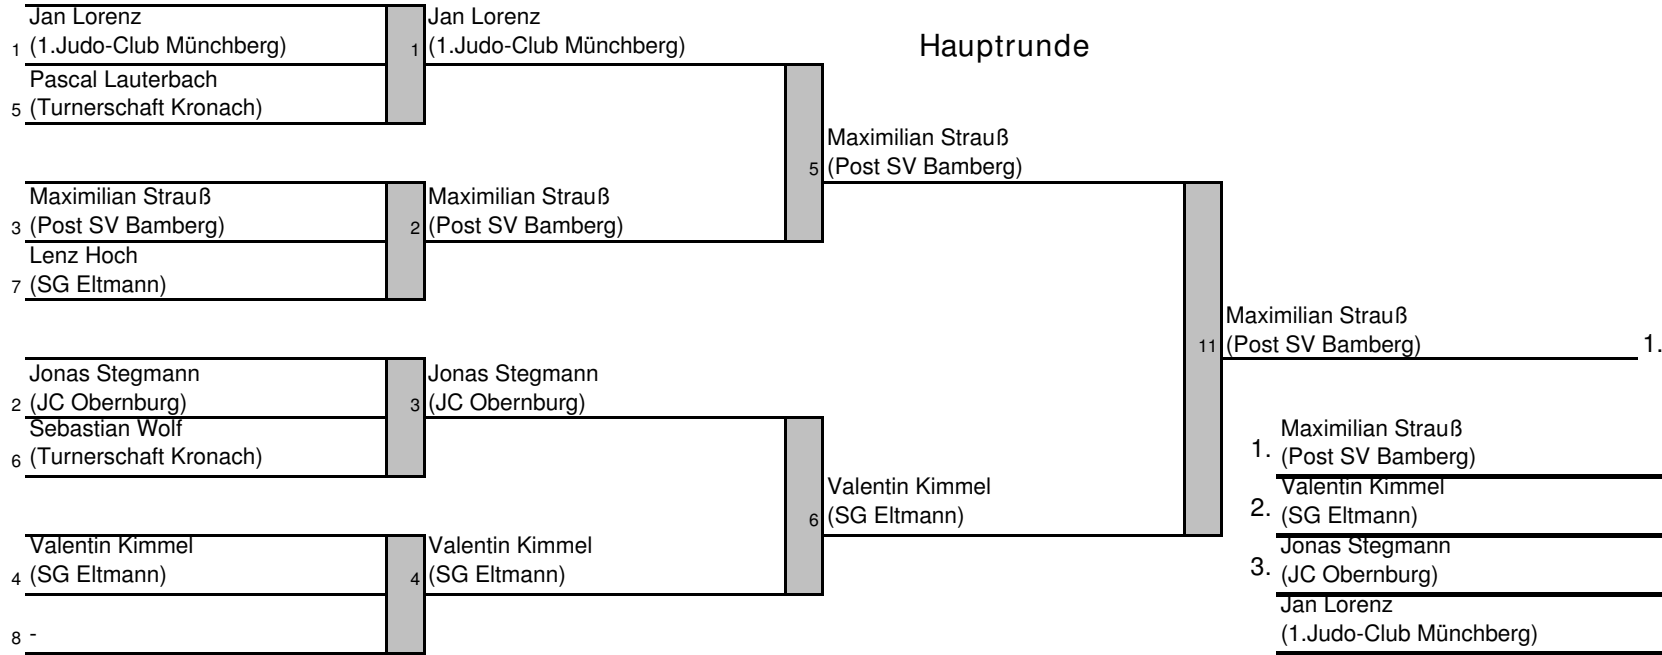 Hauptrunde
Jan Lorenz
1 (1.Judo-Club Münchberg)
Pascal Lauterbach
5 (Turnerschaft Kronach)
Maximilian Strauß
3 (Post SV Bamberg)
Lenz Hoch
7 (SG Eltmann)
Jonas Stegmann
2 (JC Obernburg)
Sebastian Wolf
6 (Turnerschaft Kronach)
Valentin Kimmel
4 (SG Eltmann)
8 -
Jan Lorenz
1 (1.Judo-Club Münchberg)
Maximilian Strauß
2 (Post SV Bamberg)
Jonas Stegmann
3 (JC Obernburg)
Valentin Kimmel
4 (SG Eltmann)
Maximilian Strauß
5 (Post SV Bamberg)
Valentin Kimmel
6 (SG Eltmann)
Maximilian Strauß
11 (Post SV Bamberg) 1.
Maximilian Strauß
1. (Post SV Bamberg)
Valentin Kimmel
2. (SG Eltmann)
Jonas Stegmann
3. (JC Obernburg)
Jan Lorenz
(1.Judo-Club Münchberg)